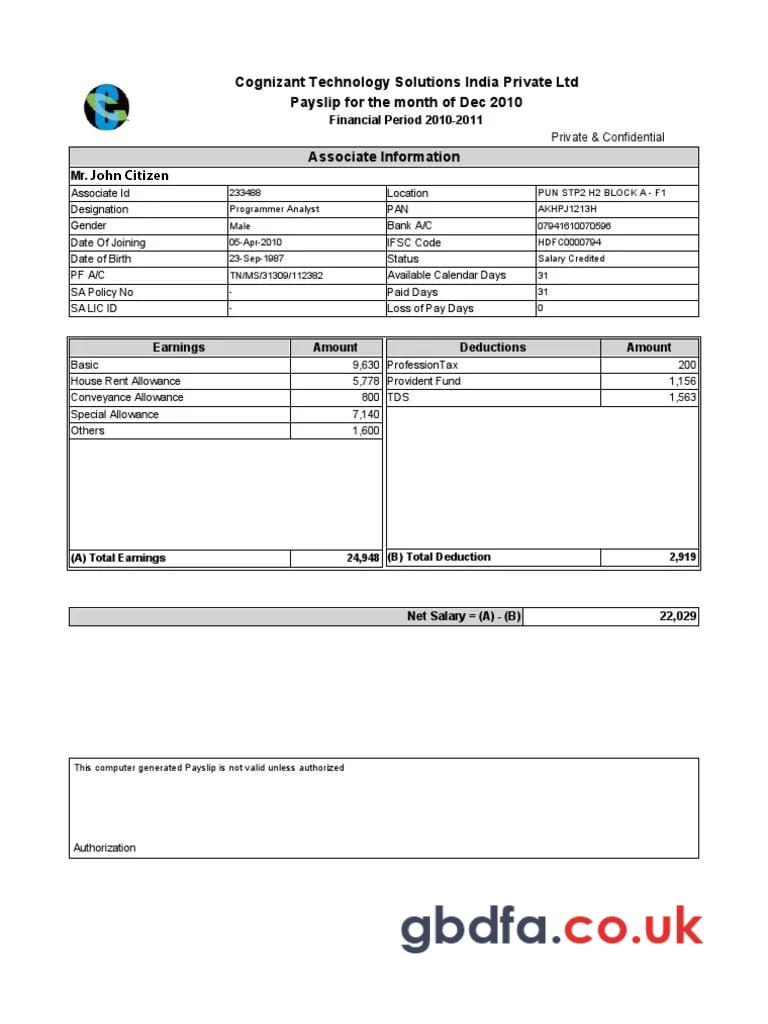 Cognizant Technology Solutions India Private Ltd
Payslip for the month of Dec 2010
Financial Period 2010-2011
Private & Confidential
Associate Information
Mr. John Citizen
Associate Id 233488 Location PUN STP2 H2 BLOCK A - F1
Designation Programmer Analyst PAN AKHPJ1213H
Gender Male Bank A/C 07941610070596
Date Of Joining 05-Apr-2010 IFSC Code HDFC0000794
Date of Birth 23-Sep-1987 Status Salary Credited
PF A/C TN/MS/31309/112382 Available Calendar Days 31
SA Policy No - Paid Days 31
SA LIC ID - Loss of Pay Days 0
Earnings Amount Deductions Amount
Basic 9,630 ProfessionTax 200
House Rent Allowance 5,778 Provident Fund 1,156
Conveyance Allowance 800 TDS 1,563
Special Allowance 7,140
Others 1,600
(A) Total Earnings 24,948 (B) Total Deduction 2,919
Net Salary = (A) - (B) 22,029
This computer generated Payslip is not valid unless authorized
Authorization
gbdfa.co.uk